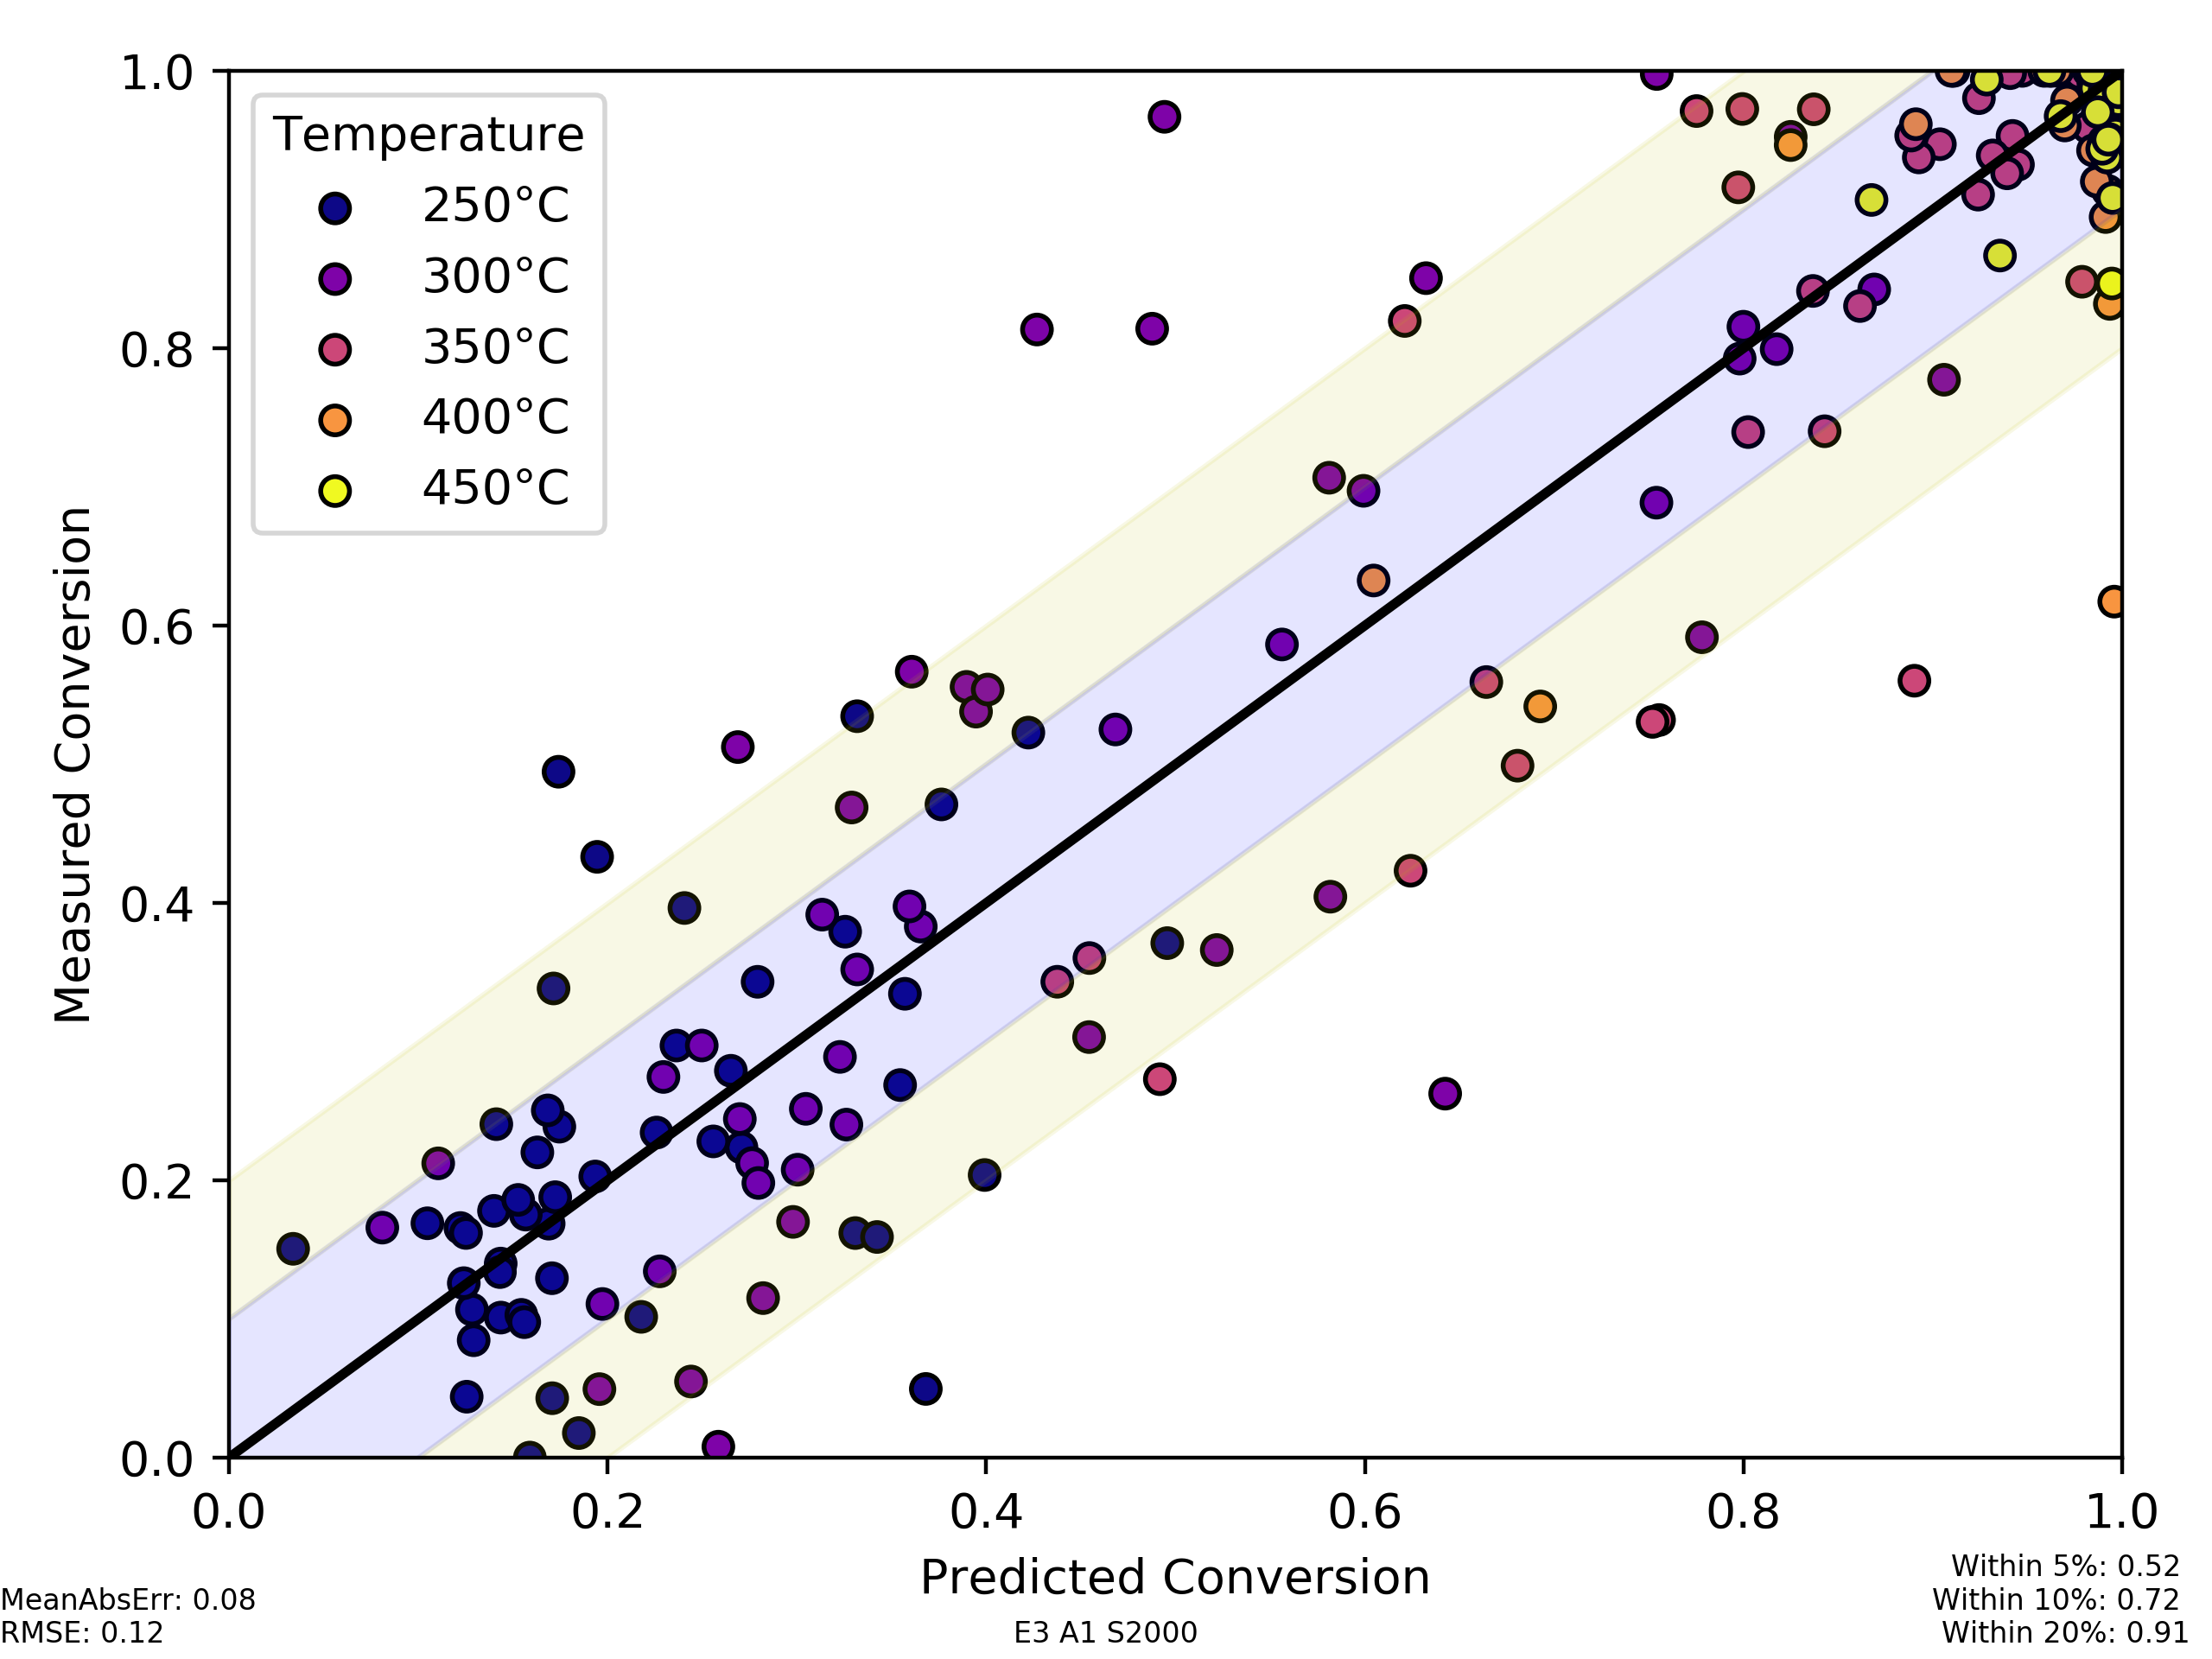 Temperature
250°C
300°C
350°C
400°C
450°C
1.0
0.8
0.6
0.4
0.2
0.0
Measured Conversion
0.0 0.2 0.4 0.6 0.8 1.0
Predicted Conversion
MeanAbsErr: 0.08
RMSE: 0.12
E3 A1 S2000
Within 5%: 0.52
Within 10%: 0.72
Within 20%: 0.91